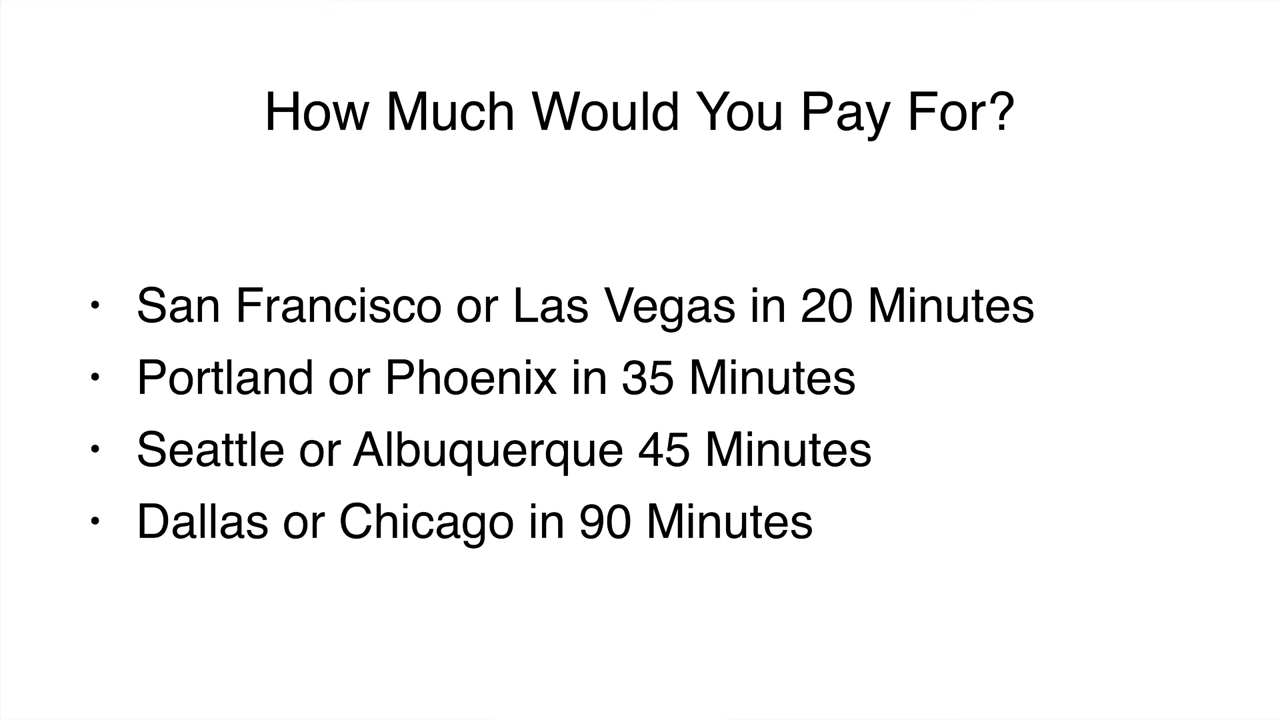 How Much Would You Pay For?
• San Francisco or Las Vegas in 20 Minutes
• Portland or Phoenix in 35 Minutes
• Seattle or Albuquerque 45 Minutes
• Dallas or Chicago in 90 Minutes